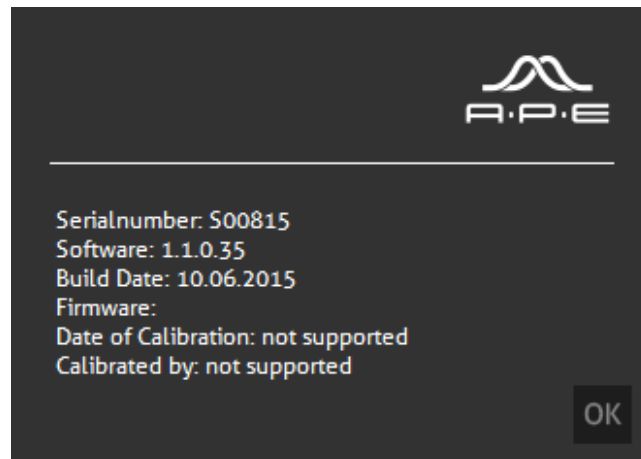 A·P·E
Serialnumber: S00815
Software: 1.1.0.35
Build Date: 10.06.2015
Firmware:
Date of Calibration: not supported
Calibrated by: not supported
OK